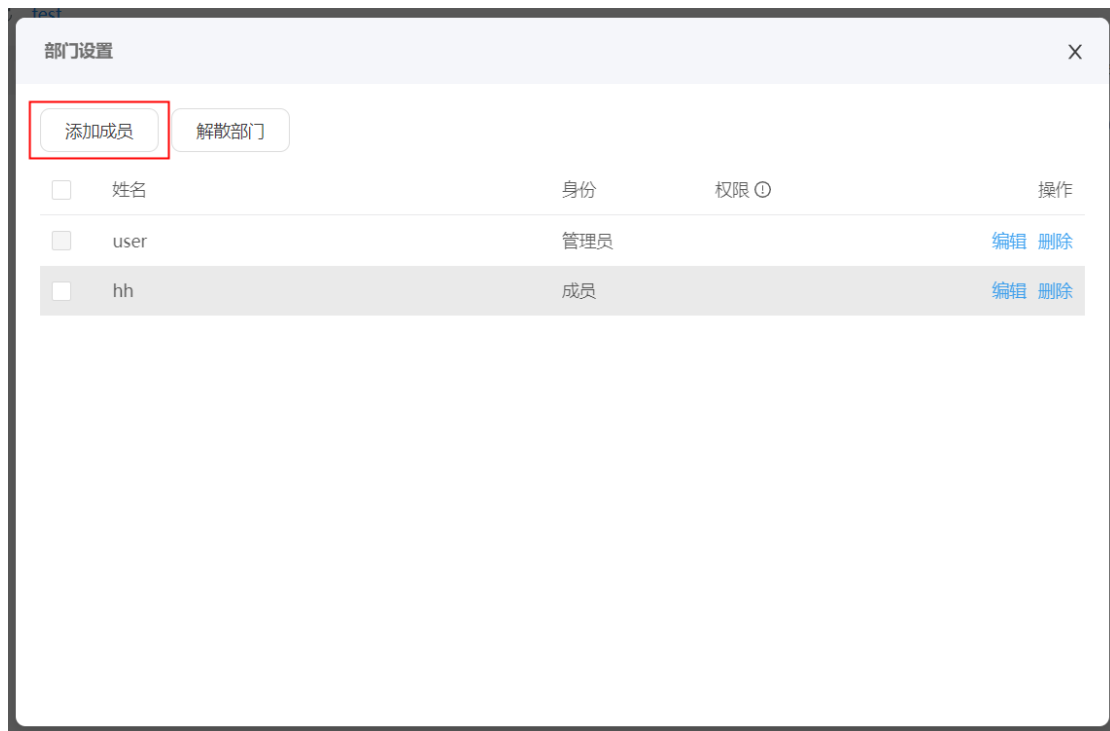 test
部门设置
添加成员 解散部门
姓名 身份 权限 操作
user 管理员 编辑 删除
hh 成员 编辑 删除